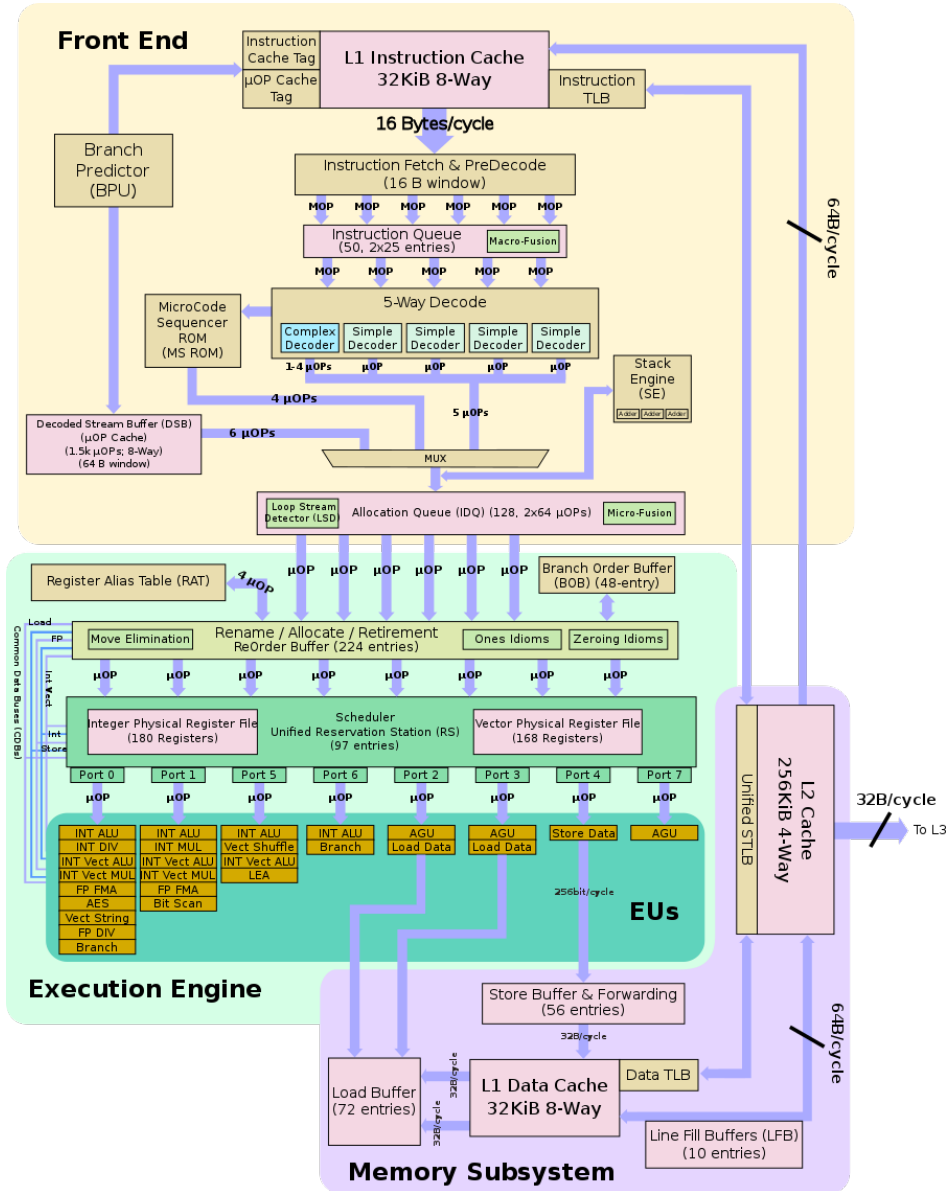 Front End
Instruction
Cache Tag
µOP Cache
Tag
L1 Instruction Cache
32KiB 8-Way
Instruction
TLB
16 Bytes/cycle
Branch
Predictor
(BPU)
Instruction Fetch & PreDecode
(16 B window)
MOP MOP MOP MOP MOP MOP
Instruction Queue
(50, 2x25 entries)
Macro-Fusion
64B/cycle
MOP MOP MOP MOP MOP
MicroCode
Sequencer
ROM
(MS ROM)
5-Way Decode
Complex
Decoder
Simple
Decoder
Simple
Decoder
Simple
Decoder
Simple
Decoder
1-4 µOPs µOP µOP µOP µOP
Stack
Engine
(SE)
Adder Adder Adder
4 µOPs
5 µOPs
Decoded Stream Buffer (DSB)
(µOP Cache)
(1.5k µOPs; 8-Way)
(64 B window)
6 µOPs
MUX
Loop Stream
Detector (LSD)
Allocation Queue (IDQ) (128, 2x64 µOPs)
Micro-Fusion
µOP µOP µOP µOP µOP µOP
Register Alias Table (RAT)
4 µOP
Branch Order Buffer
(BOB) (48-entry)
Load
FP
Common Data Buses (CDBs)
Int Vect
Int
Store
Move Elimination
Rename / Allocate / Retirement
ReOrder Buffer (224 entries)
Ones Idioms
Zeroing Idioms
µOP µOP µOP µOP µOP µOP µOP µOP
Integer Physical Register File
(180 Registers)
Scheduler
Unified Reservation Station (RS)
(97 entries)
Vector Physical Register File
(168 Registers)
Port 0 Port 1 Port 5 Port 6 Port 2 Port 3 Port 4 Port 7
µOP µOP µOP µOP µOP µOP µOP µOP
INT ALU
INT DIV
INT Vect ALU
INT Vect MUL
FP FMA
AES
Vect String
FP DIV
Branch
INT ALU
INT MUL
INT Vect ALU
INT Vect MUL
FP FMA
Bit Scan
INT ALU
Vect Shuffle
INT Vect ALU
LEA
INT ALU
Branch
AGU
Load Data
AGU
Load Data
Store Data
AGU
256bit/cycle
EUs
Execution Engine
Unified STLB
L2 Cache
256KiB 4-Way
32B/cycle
To L3
Store Buffer & Forwarding
(56 entries)
32B/cycle
64B/cycle
Load Buffer
(72 entries)
32B/cycle
32B/cycle
L1 Data Cache
32KiB 8-Way
Data TLB
Line Fill Buffers (LFB)
(10 entries)
Memory Subsystem